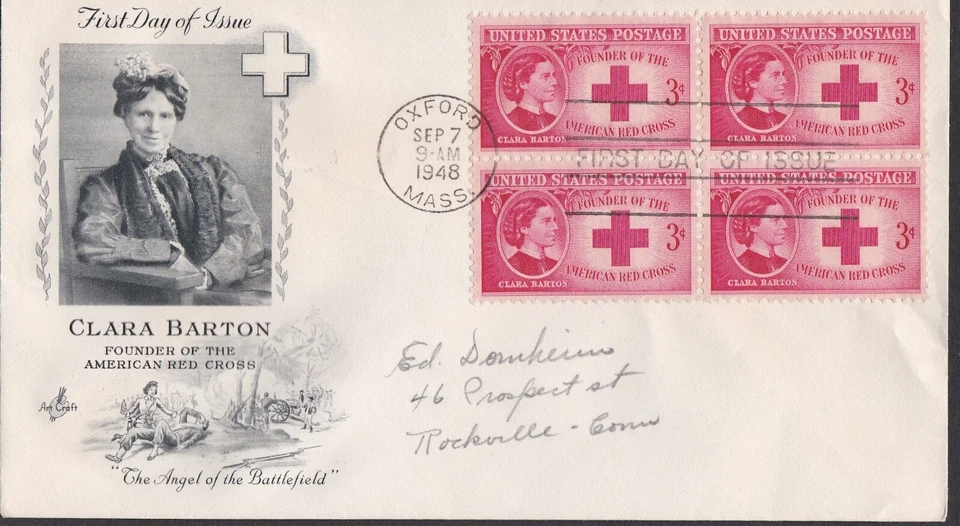 First Day of Issue
CLARA BARTON
FOUNDER OF THE
AMERICAN RED CROSS
Art Craft
"The Angel of the Battlefield"
OXFORD
SEP 7
9-AM
1948
MASS.
FIRST DAY OF ISSUE
UNITED STATES POSTAGE
FOUNDER OF THE
3¢
AMERICAN RED CROSS
CLARA BARTON
UNITED STATES POSTAGE
FOUNDER OF THE
3¢
AMERICAN RED CROSS
CLARA BARTON
UNITED STATES POSTAGE
FOUNDER OF THE
3¢
AMERICAN RED CROSS
CLARA BARTON
UNITED STATES POSTAGE
FOUNDER OF THE
3¢
AMERICAN RED CROSS
CLARA BARTON
Ed. Dornheim
46 Prospect st
Rockville - Conn